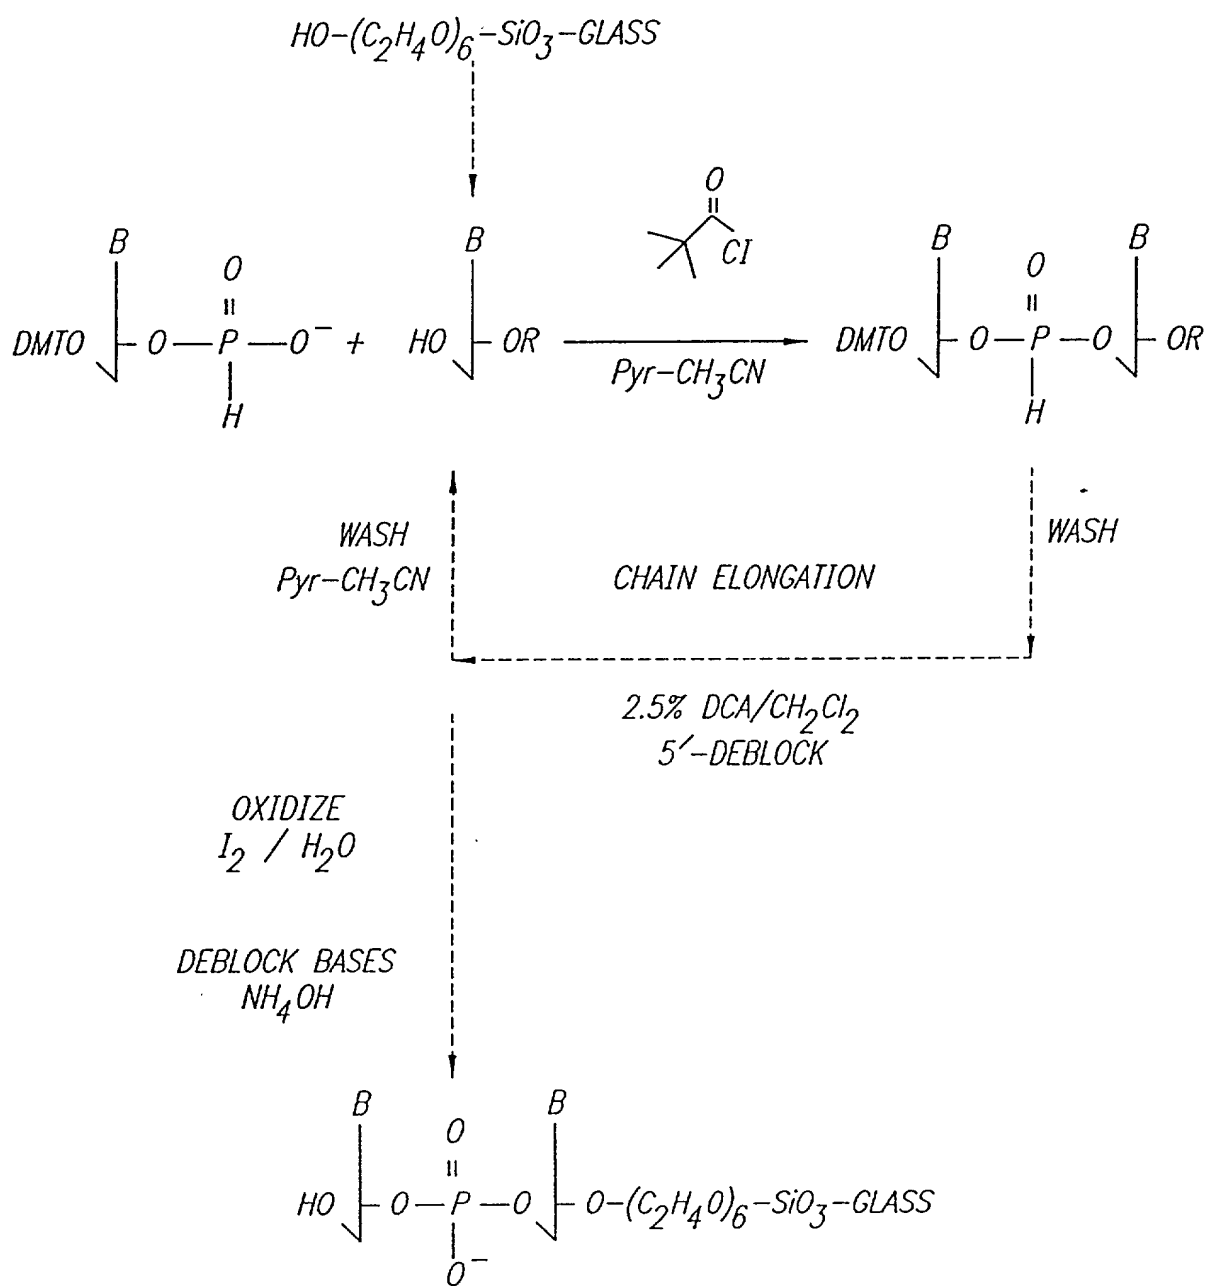 HO-(C2H4O)6-SiO3-GLASS
O
Cl
B
O
DMTO
O
P
O-
H
+
B
HO
OR
Pyr-CH3CN
B
O
B
DMTO
O
P
O
OR
H
WASH
Pyr-CH3CN
CHAIN ELONGATION
WASH
2.5% DCA/CH2Cl2
5'-DEBLOCK
OXIDIZE
I2 / H2O
DEBLOCK BASES
NH4OH
B
O
B
HO
O
P
O
O-(C2H4O)6-SiO3-GLASS
O-